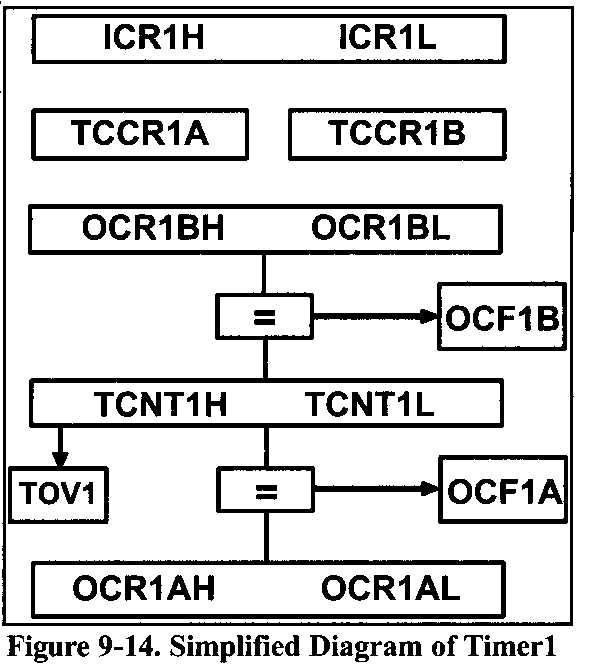 ICR1H ICR1L
TCCR1A TCCR1B
OCR1BH OCR1BL
= OCF1B
TCNT1H TCNT1L
TOV1 = OCF1A
OCR1AH OCR1AL
Figure 9-14. Simplified Diagram of Timer1